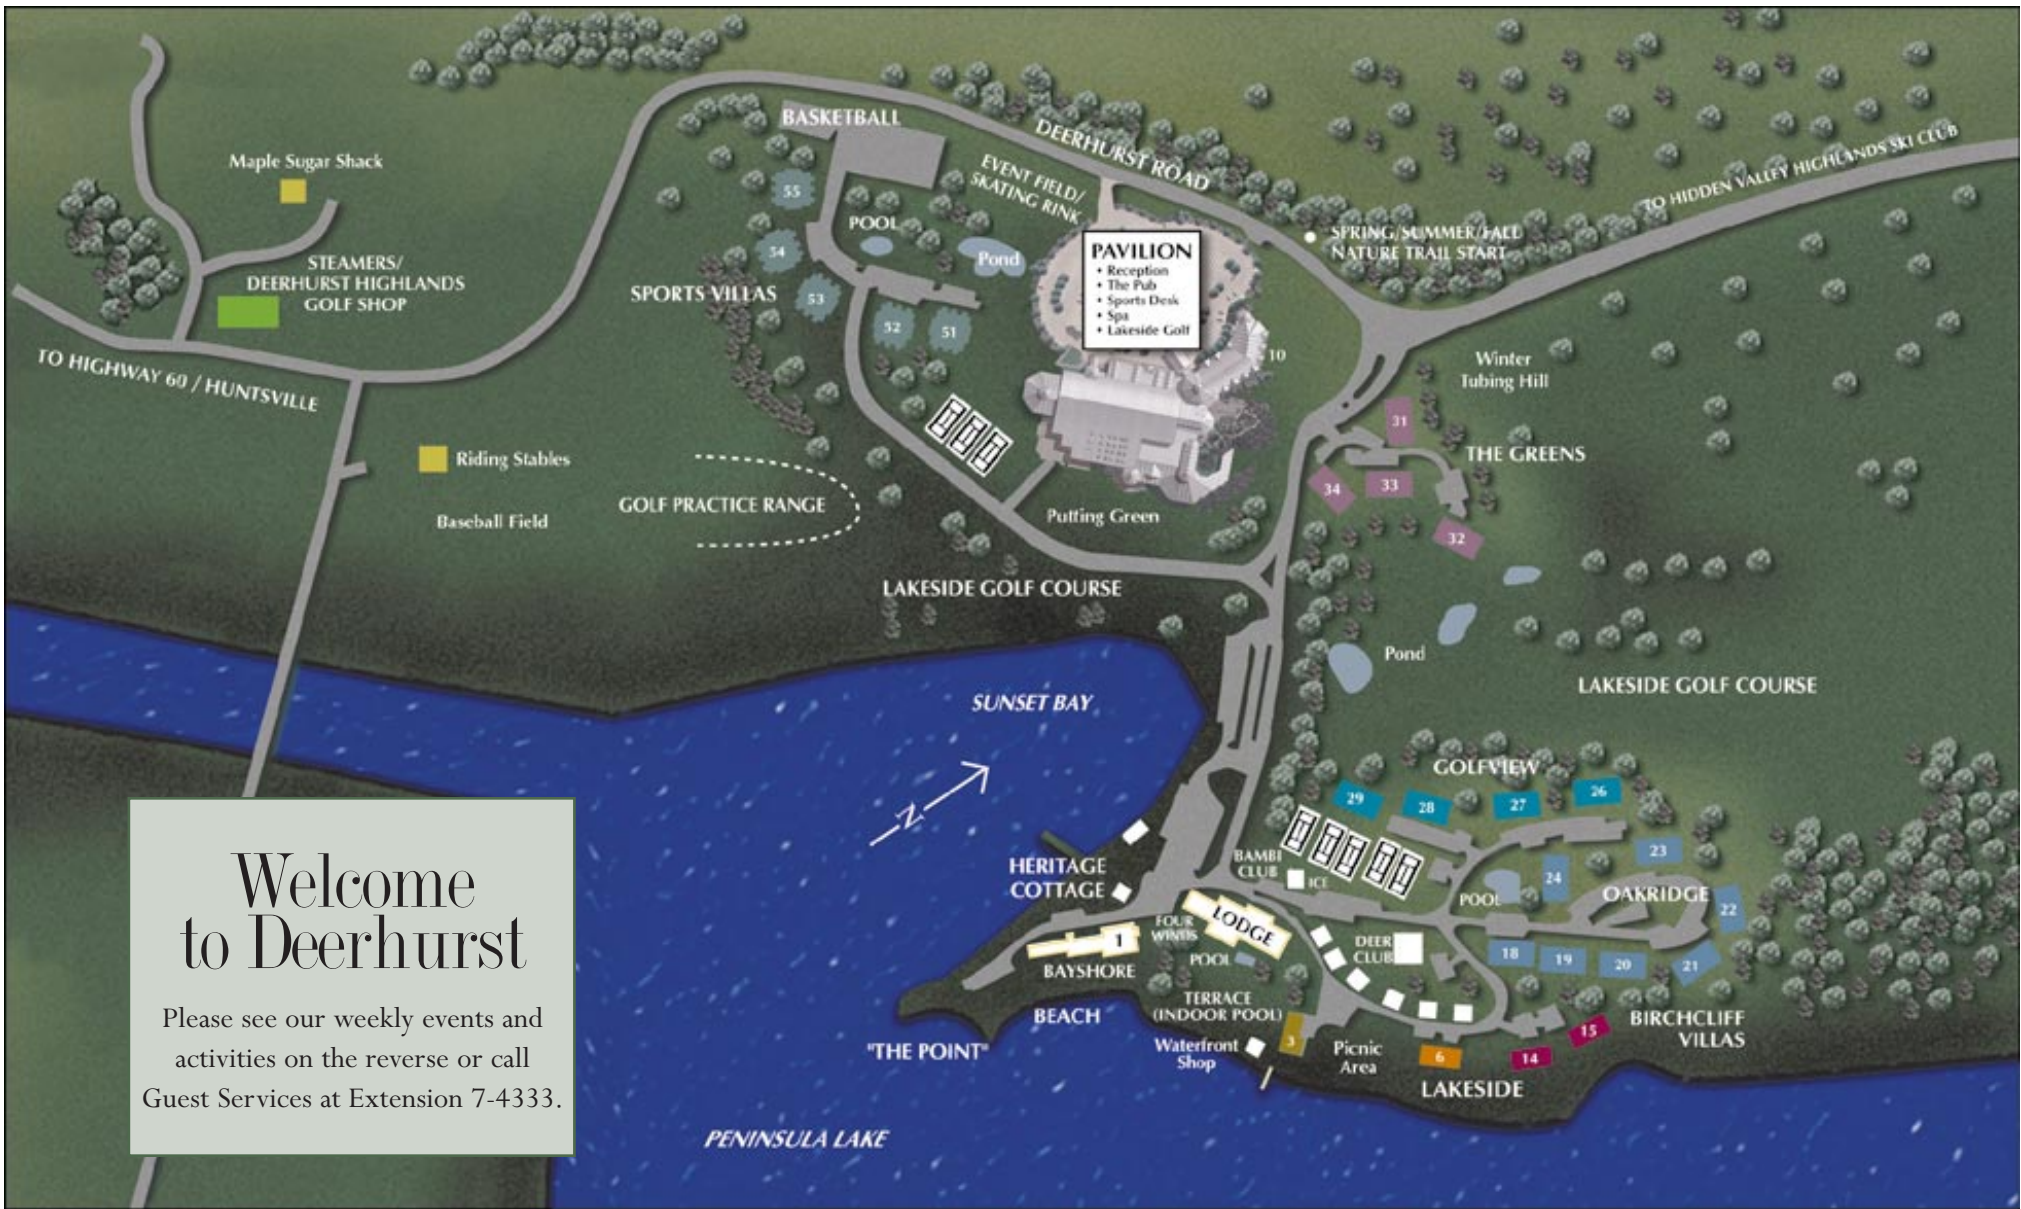 BASKETBALL
DEERHURST ROAD
EVENT FIELD/
SKATING RINK
TO HIDDEN VALLEY HIGHLANDS SKI CLUB
Maple Sugar Shack
55
POOL
54
Pond
SPRING/SUMMER/FALL
NATURE TRAIL START
STEAMERS/
DEERHURST HIGHLANDS
GOLF SHOP
SPORTS VILLAS
53
52
51
PAVILION
• Reception
• The Pub
• Sports Desk
• Spa
• Lakeside Golf
10
TO HIGHWAY 60 / HUNTSVILLE
Winter
Tubing Hill
31
THE GREENS
34
33
32
Riding Stables
Baseball Field
GOLF PRACTICE RANGE
Putting Green
LAKESIDE GOLF COURSE
Pond
LAKESIDE GOLF COURSE
SUNSET BAY
N
GOLFVIEW
29
28
27
26
HERITAGE
COTTAGE
BAMBI
CLUB
ICE
23
24
POOL
OAKRIDGE
22
FOUR
WINDS
LODGE
1
BAYSHORE
POOL
DEER
CLUB
18
19
20
21
BEACH
TERRACE
(INDOOR POOL)
"THE POINT"
Waterfront
Shop
3
Picnic
Area
6
14
15
BIRCHCLIFF
VILLAS
LAKESIDE
PENINSULA LAKE
Welcome
to Deerhurst
Please see our weekly events and
activities on the reverse or call
Guest Services at Extension 7-4333.